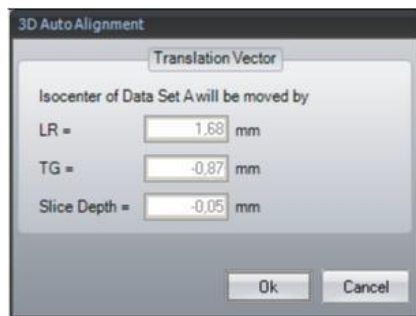 3D Auto Alignment
Translation Vector
Isocenter of Data Set A will be moved by
LR = 1,68 mm
TG = -0,87 mm
Slice Depth = -0,05 mm
Ok Cancel